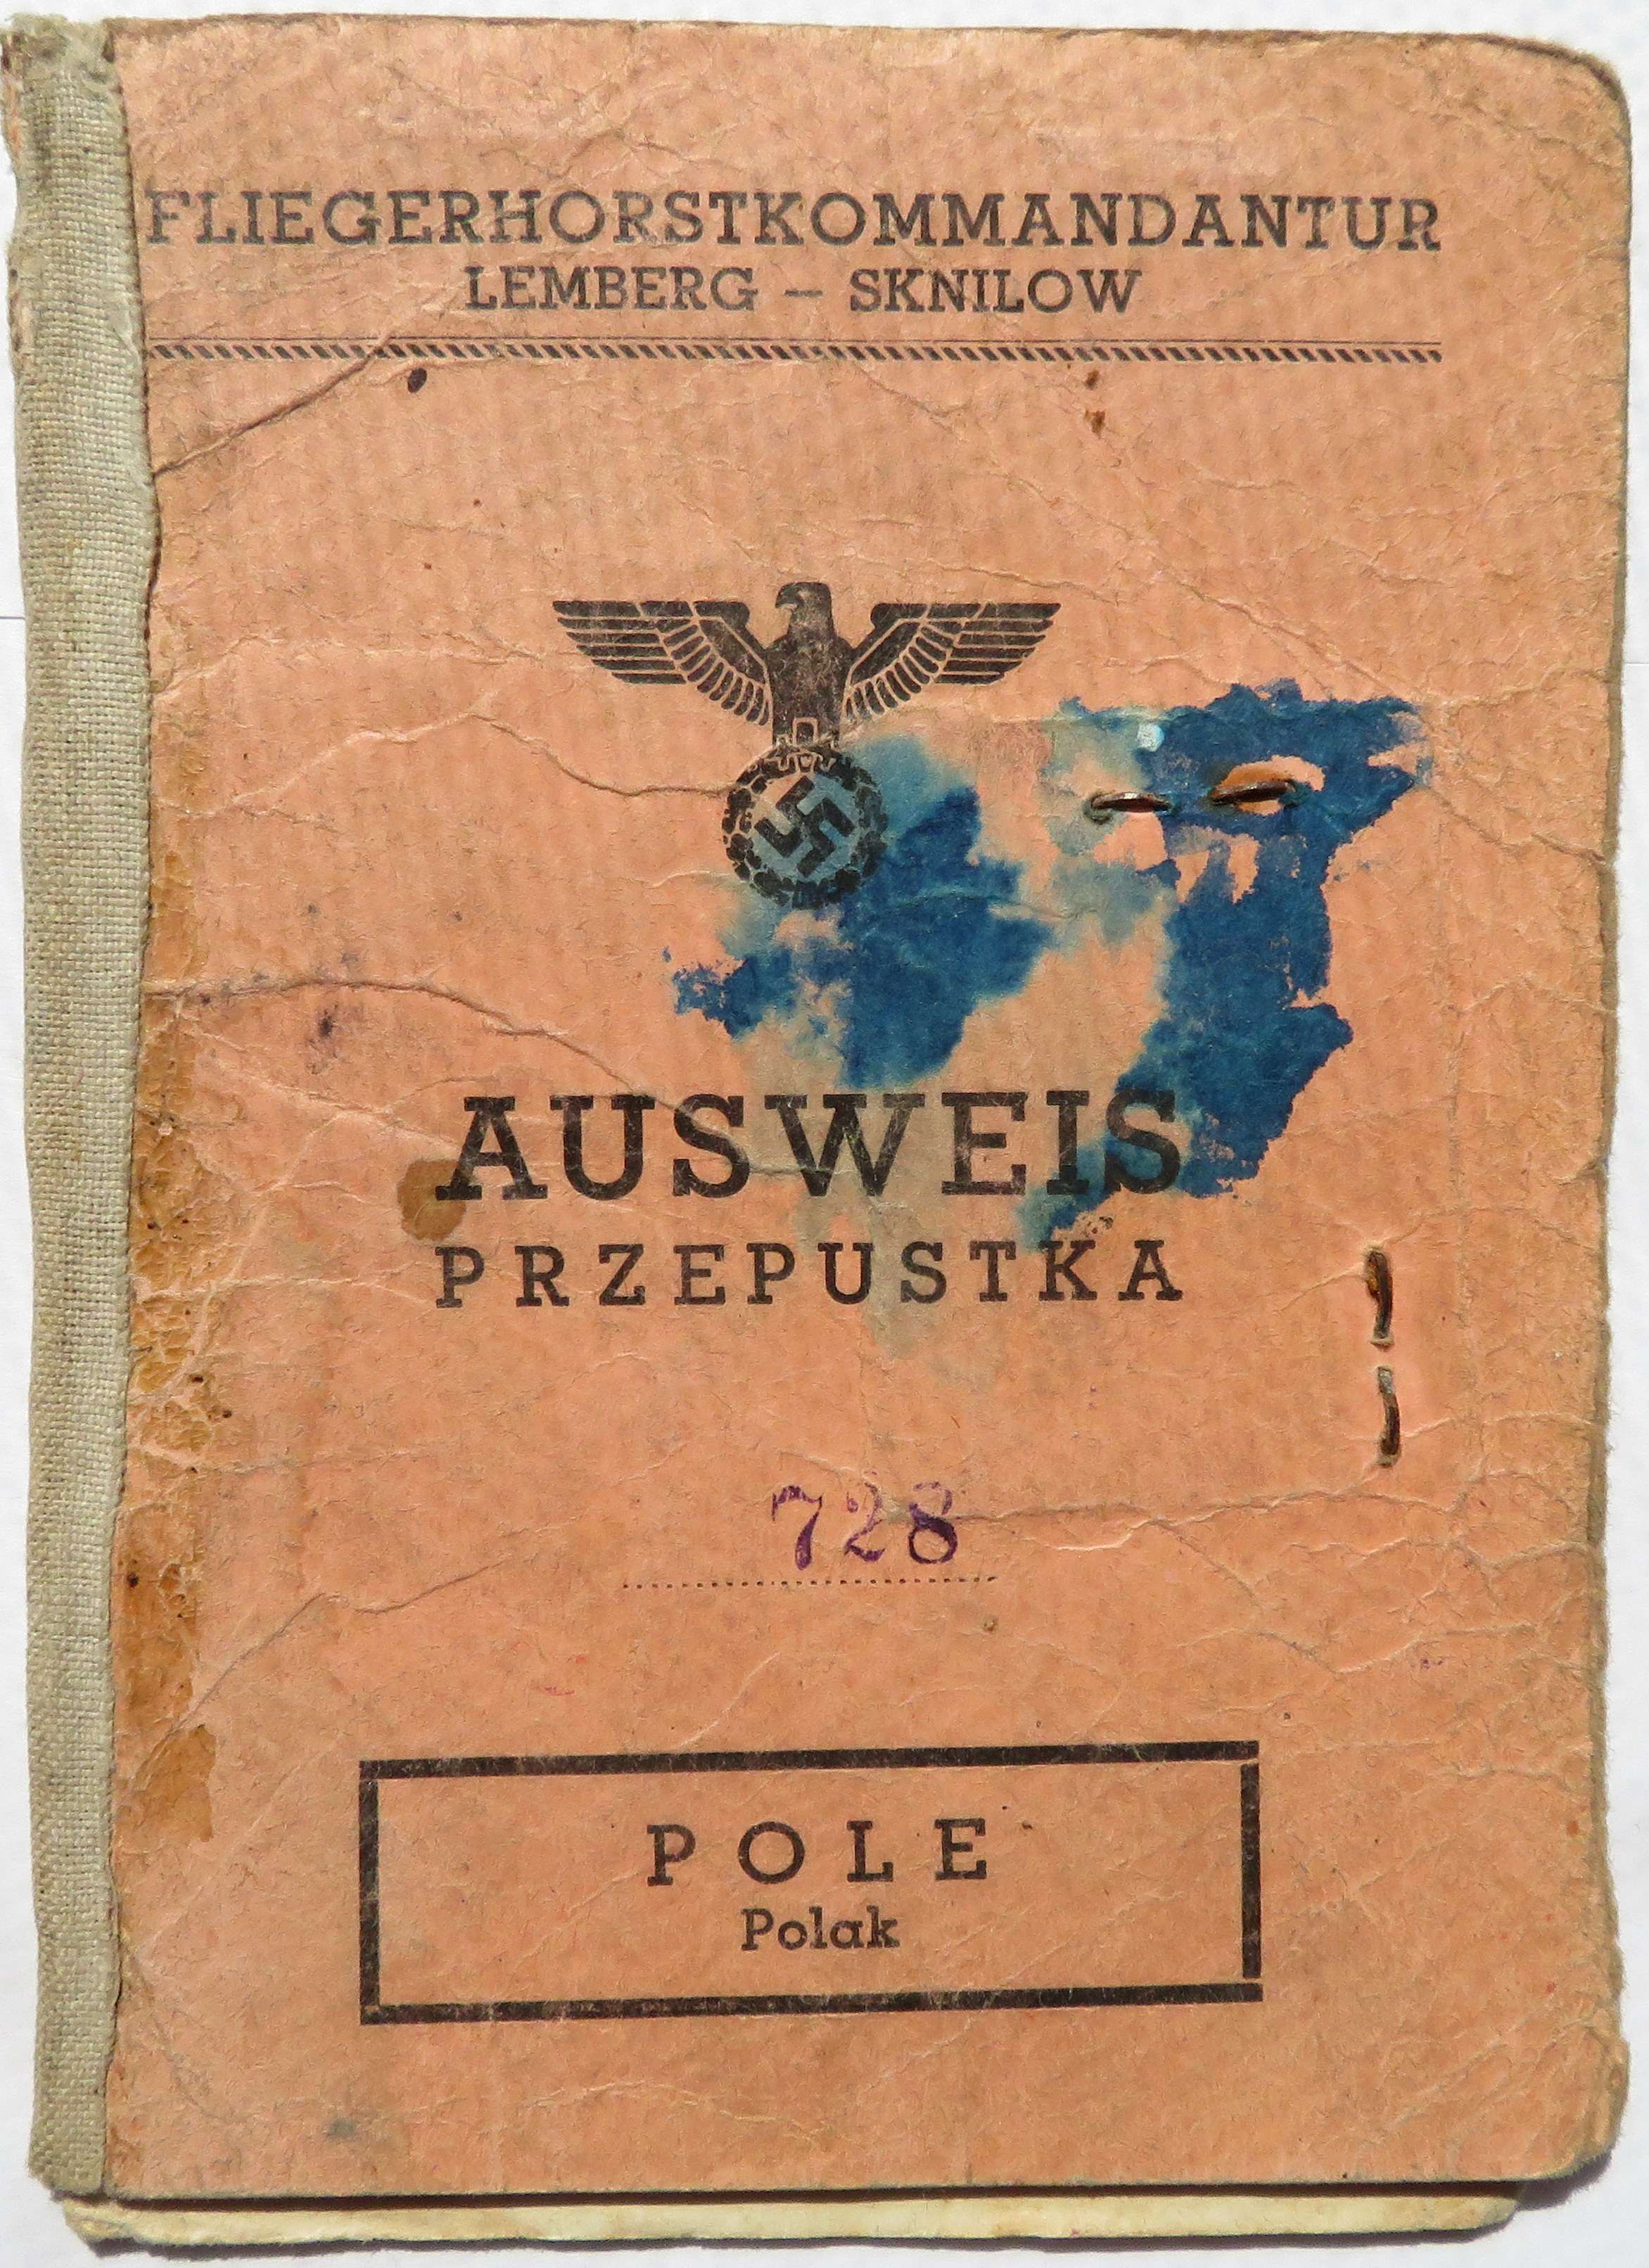 FLIEGERHORSTKOMMANDANTUR
LEMBERG – SKNILOW
AUSWEIS
PRZEPUSTKA
728
POLE
Polak